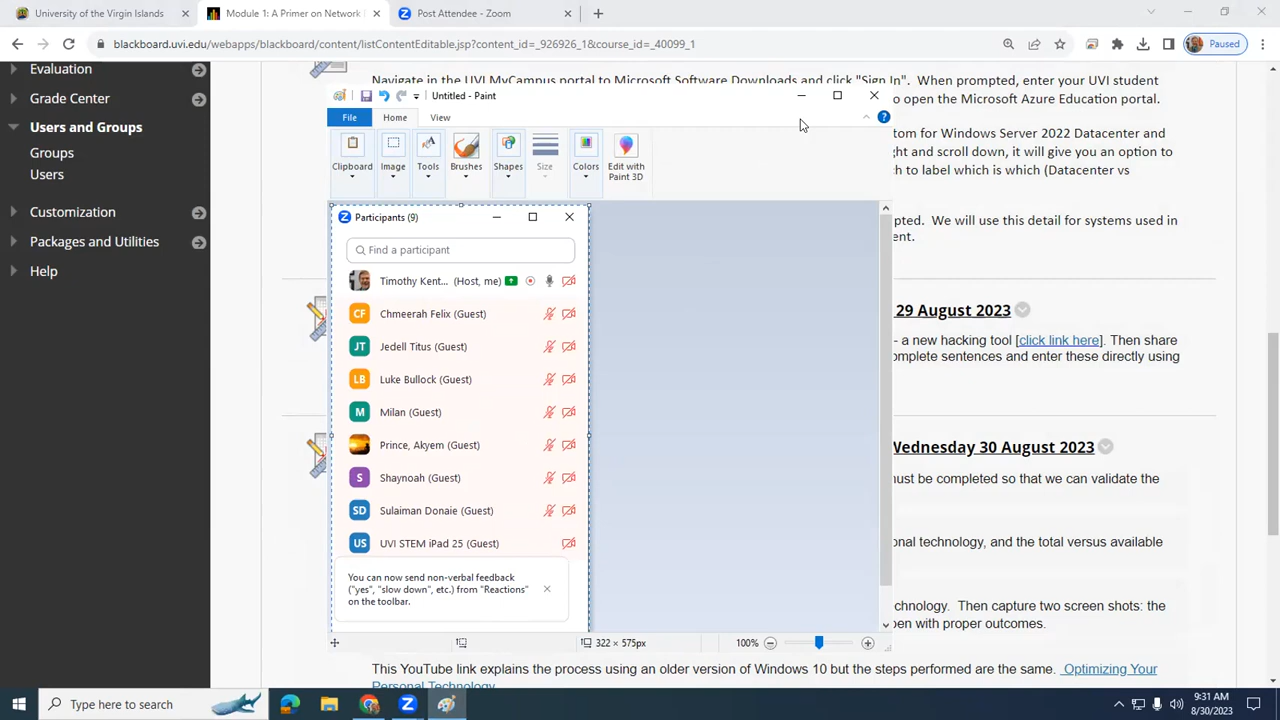 University of the Virgin Islands
Module 1: A Primer on Network
Post Attendee - Zoom
blackboard.uvi.edu/webapps/blackboard/content/listContentEditable.jsp?content_id=_926926_1&course_id=_40099_1
Paused
Evaluation
Grade Center
Users and Groups
Groups
Users
Customization
Packages and Utilities
Help
Navigate in the UVI MyCampus portal to Microsoft Software Downloads and click "Sign In". When prompted, enter your UVI student
o open the Microsoft Azure Education portal.
tom for Windows Server 2022 Datacenter and
ght and scroll down, it will give you an option to
ch to label which is which (Datacenter vs
pted. We will use this detail for systems used in
ent.
29 August 2023
- a new hacking tool [click link here]. Then share
omplete sentences and enter these directly using
Wednesday 30 August 2023
must be completed so that we can validate the
onal technology, and the total versus available
chnology. Then capture two screen shots: the
pen with proper outcomes.
This YouTube link explains the process using an older version of Windows 10 but the steps performed are the same. Optimizing Your
Personal Technology
Untitled - Paint
File
Home
View
Clipboard
Image
Tools
Brushes
Shapes
Size
Colors
Edit with
Paint 3D
Participants (9)
Find a participant
Timothy Kent... (Host, me)
CF Chmeerah Felix (Guest)
JT Jedell Titus (Guest)
LB Luke Bullock (Guest)
M Milan (Guest)
Prince, Akyem (Guest)
S Shaynoah (Guest)
SD Sulaiman Donaie (Guest)
US UVI STEM iPad 25 (Guest)
You can now send non-verbal feedback
("yes", "slow down", etc.) from "Reactions"
on the toolbar.
322 × 575px
100%
Type here to search
9:31 AM
8/30/2023